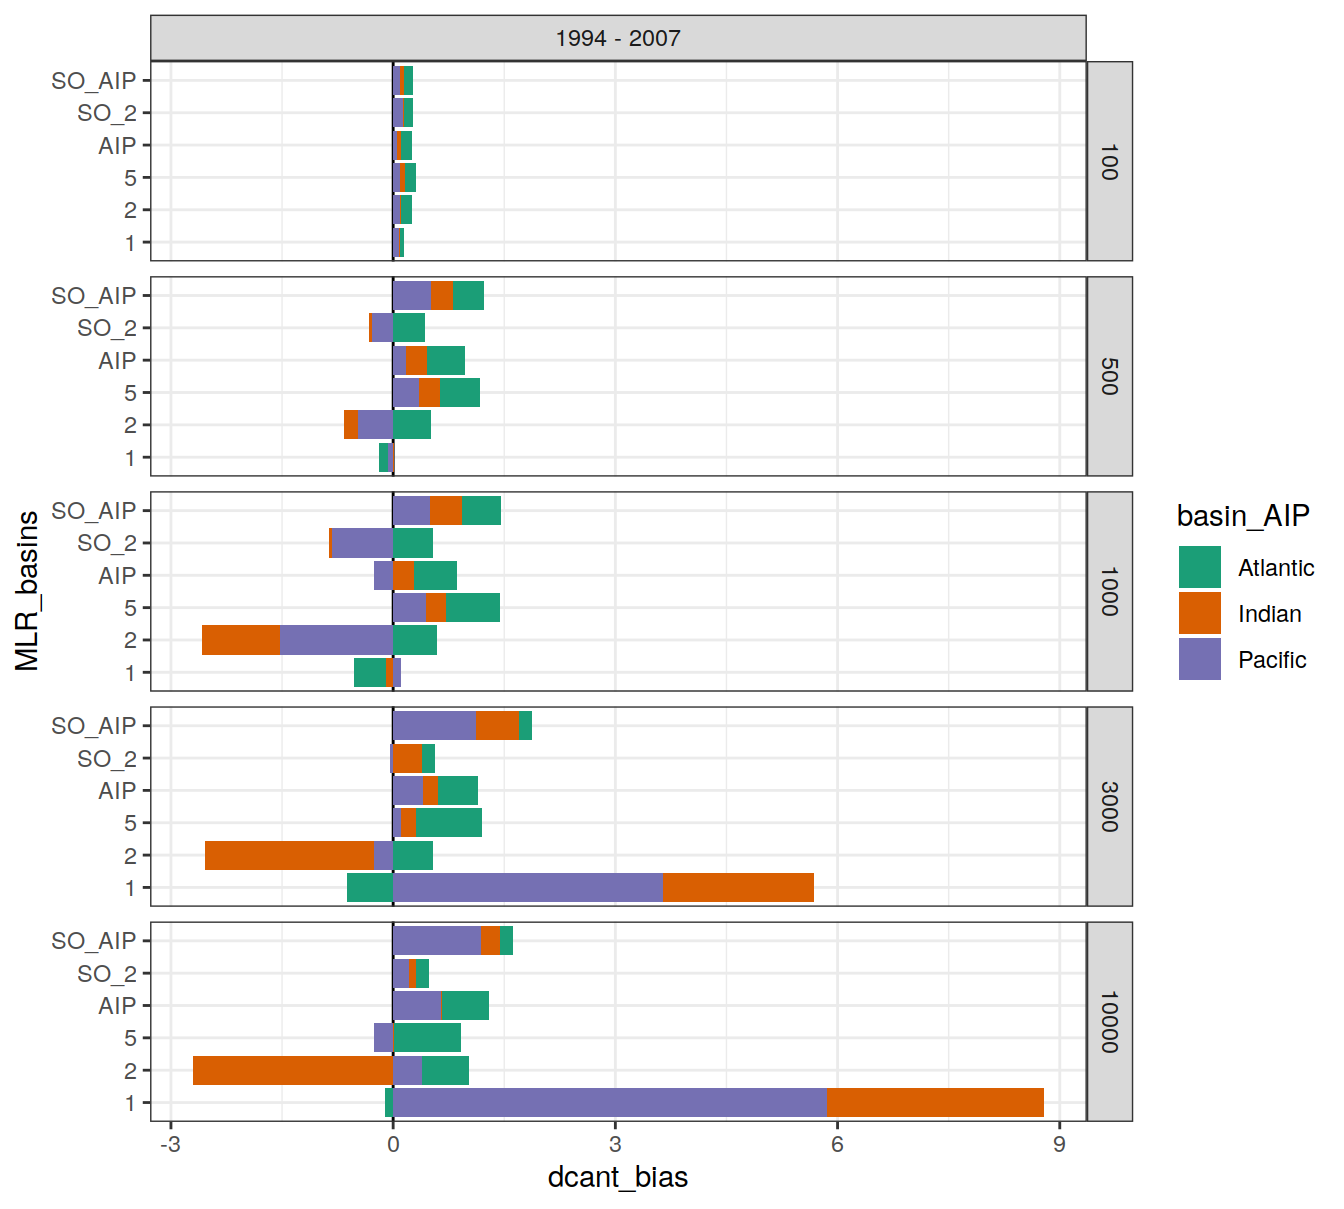 1994 - 2007
SO_AIP
SO_2
AIP
5
2
1
100
SO_AIP
SO_2
AIP
5
2
1
500
SO_AIP
SO_2
AIP
5
2
1
1000
SO_AIP
SO_2
AIP
5
2
1
3000
SO_AIP
SO_2
AIP
5
2
1
10000
-3 0 3 6 9
dcant_bias
MLR_basins
basin_AIP
Atlantic
Indian
Pacific